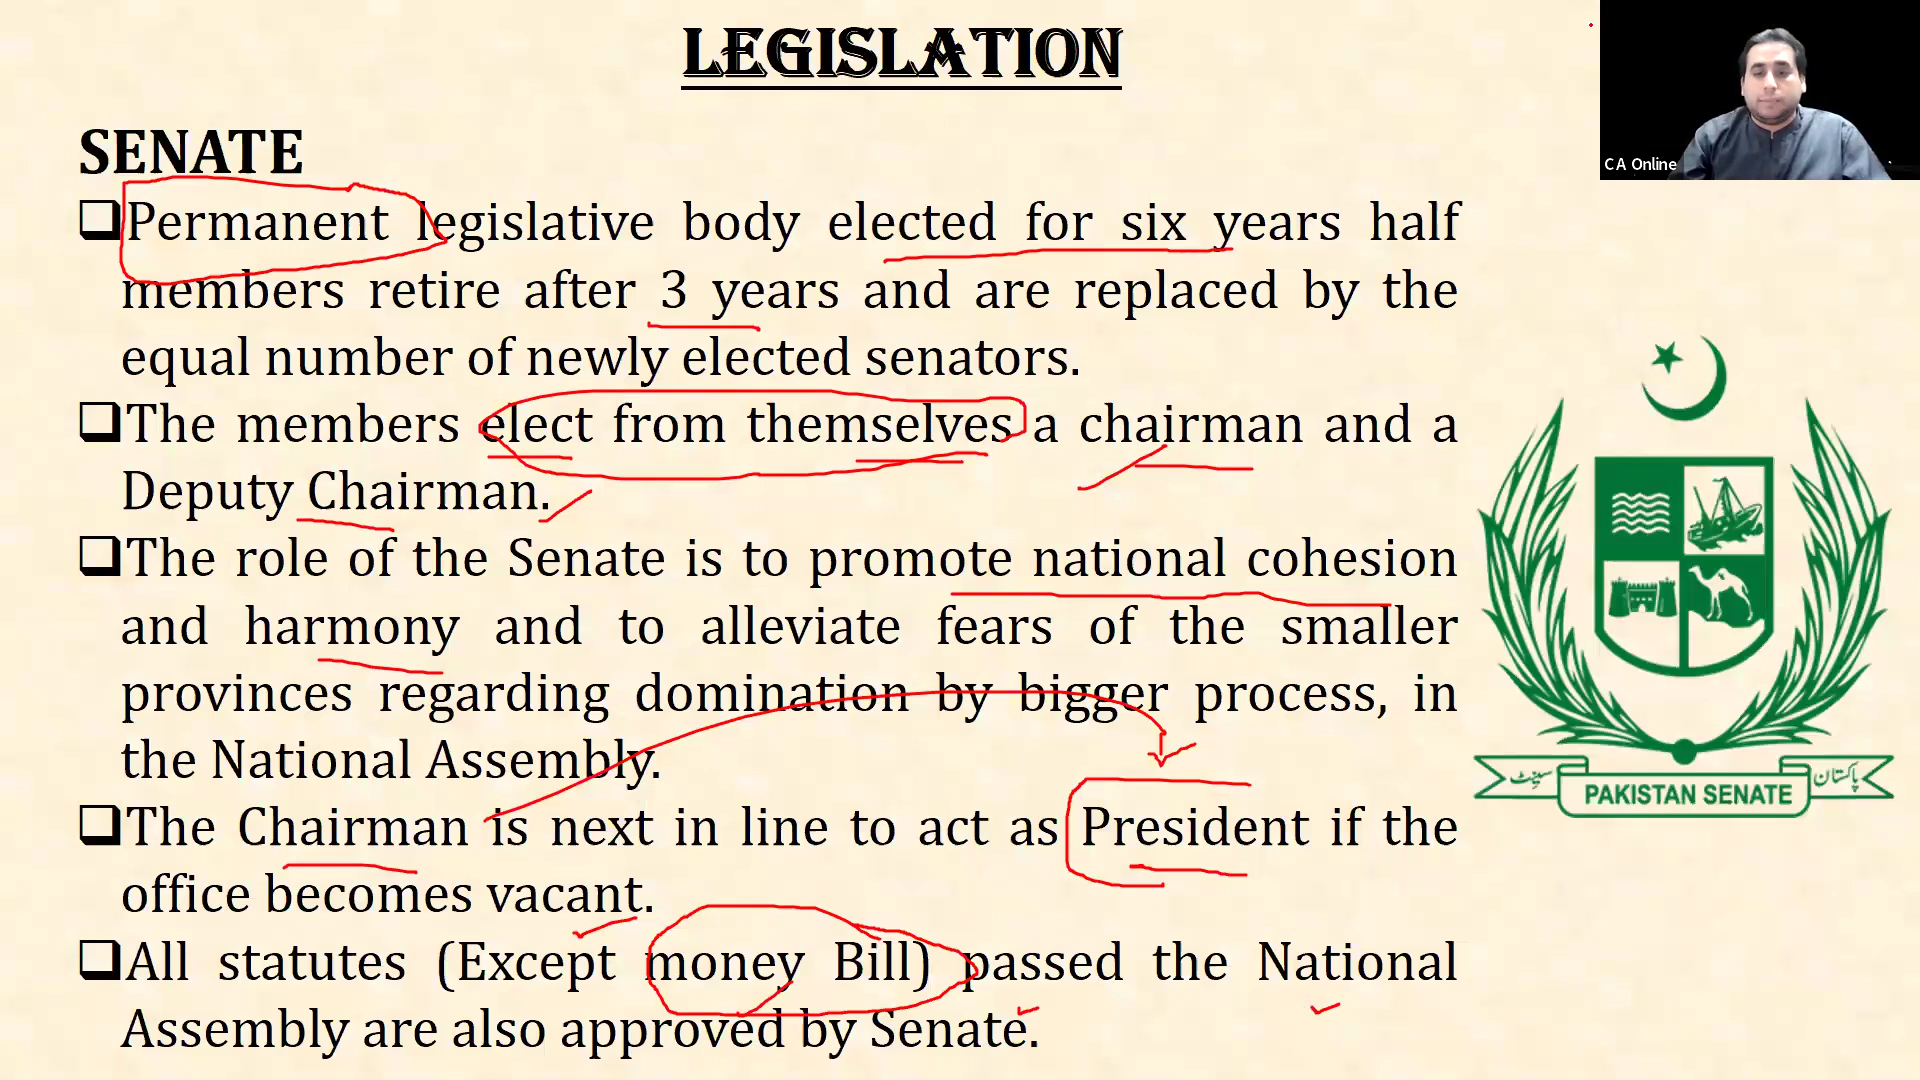 LEGISLATION
C A Online
SENATE
Permanent legislative body elected for six years half
members retire after 3 years and are replaced by the
equal number of newly elected senators.
The members elect from themselves a chairman and a
Deputy Chairman.
The role of the Senate is to promote national cohesion
and harmony and to alleviate fears of the smaller
provinces regarding domination by bigger process, in
the National Assembly.
The Chairman is next in line to act as President if the
office becomes vacant.
All statutes (Except money Bill) passed the National
Assembly are also approved by Senate.
سینٹ
PAKISTAN SENATE
پاکستان